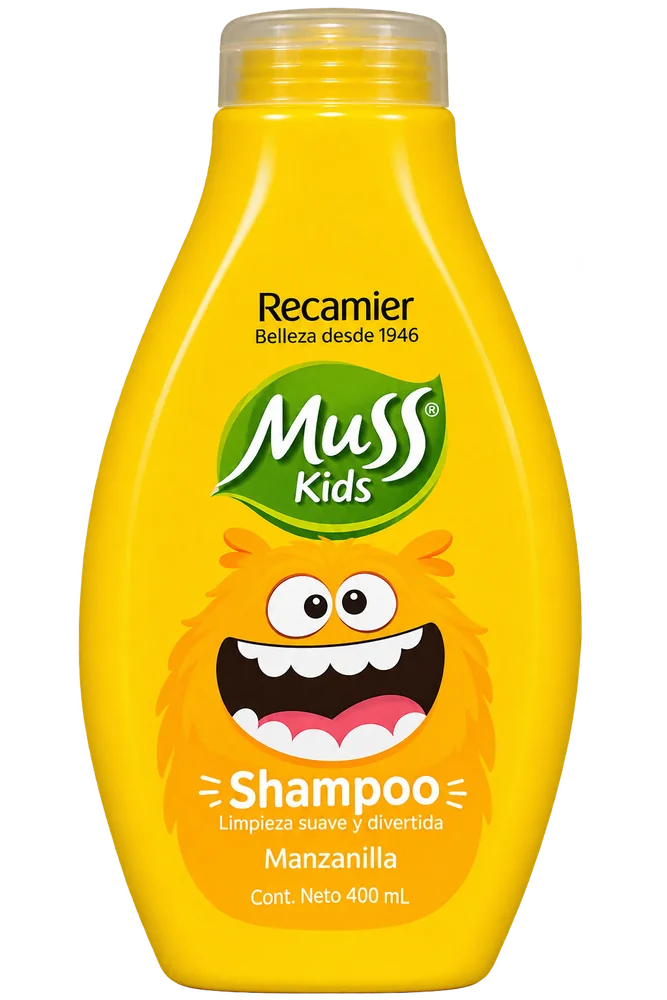 Recamier
Belleza desde 1946
Muss®
Kids
Shampoo
Limpieza suave y divertida
Manzanilla
Cont. Neto 400 mL